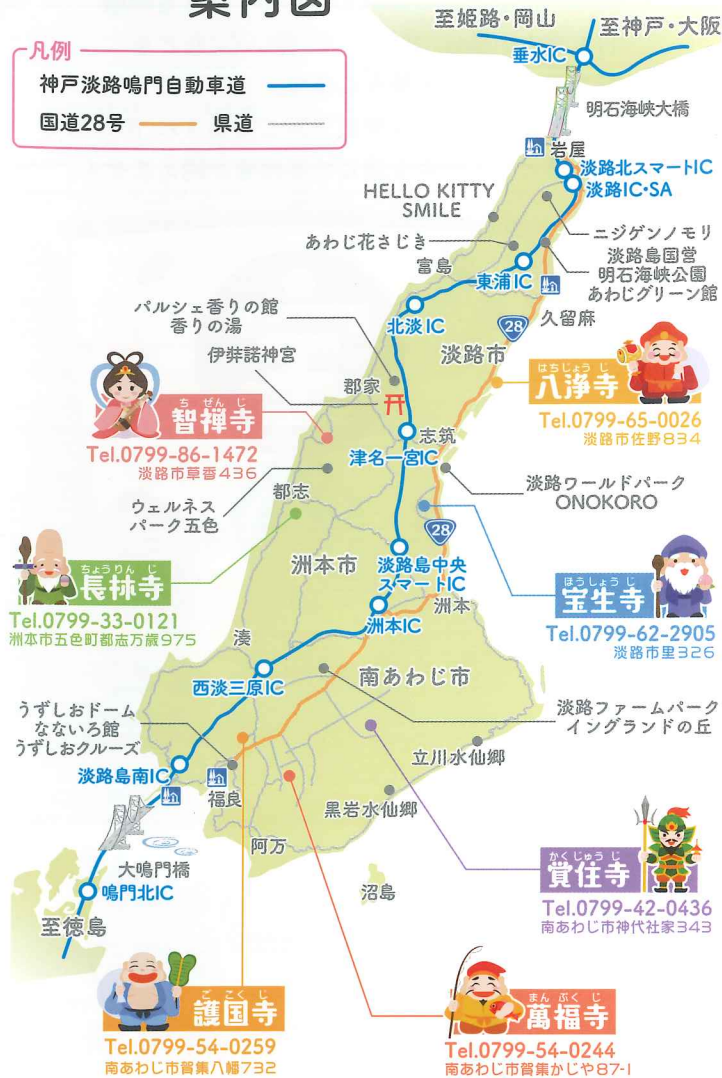 案内図
至姫路・岡山
至神戸・大阪
凡例
神戸淡路鳴門自動車道
国道28号
県道
垂水IC
明石海峡大橋
岩屋
淡路北スマートIC
淡路IC・SA
HELLO KITTY
SMILE
ニジゲンノモリ
あわじ花さじき
淡路島国営
明石海峡公園
あわじグリーン館
富島
東浦IC
パルシェ香りの館
香りの湯
北淡IC
28
久留麻
伊弉諾神宮
淡路市
はちじょうじ
八浄寺
Tel.0799-65-0026
淡路市佐野834
郡家
ちぜんじ
智禅寺
Tel.0799-86-1472
淡路市草香436
志筑
津名一宮IC
淡路ワールドパーク
ONOKORO
ウェルネス
パーク五色
都志
28
ちょうりんじ
長林寺
Tel.0799-33-0121
洲本市五色町都志万歳975
洲本市
淡路島中央
スマートIC
ほうしょうじ
宝生寺
Tel.0799-62-2905
淡路市里326
洲本
洲本IC
湊
西淡三原IC
南あわじ市
うずしおドーム
なないろ館
うずしおクルーズ
淡路ファームパーク
イングランドの丘
立川水仙郷
淡路島南IC
福良
黒岩水仙郷
阿万
大鳴門橋
鳴門北IC
沼島
至徳島
かくじゅうじ
覚住寺
Tel.0799-42-0436
南あわじ市神代社家343
ごこくじ
護国寺
Tel.0799-54-0259
南あわじ市賀集八幡732
まんぷくじ
萬福寺
Tel.0799-54-0244
南あわじ市賀集かじや87-1